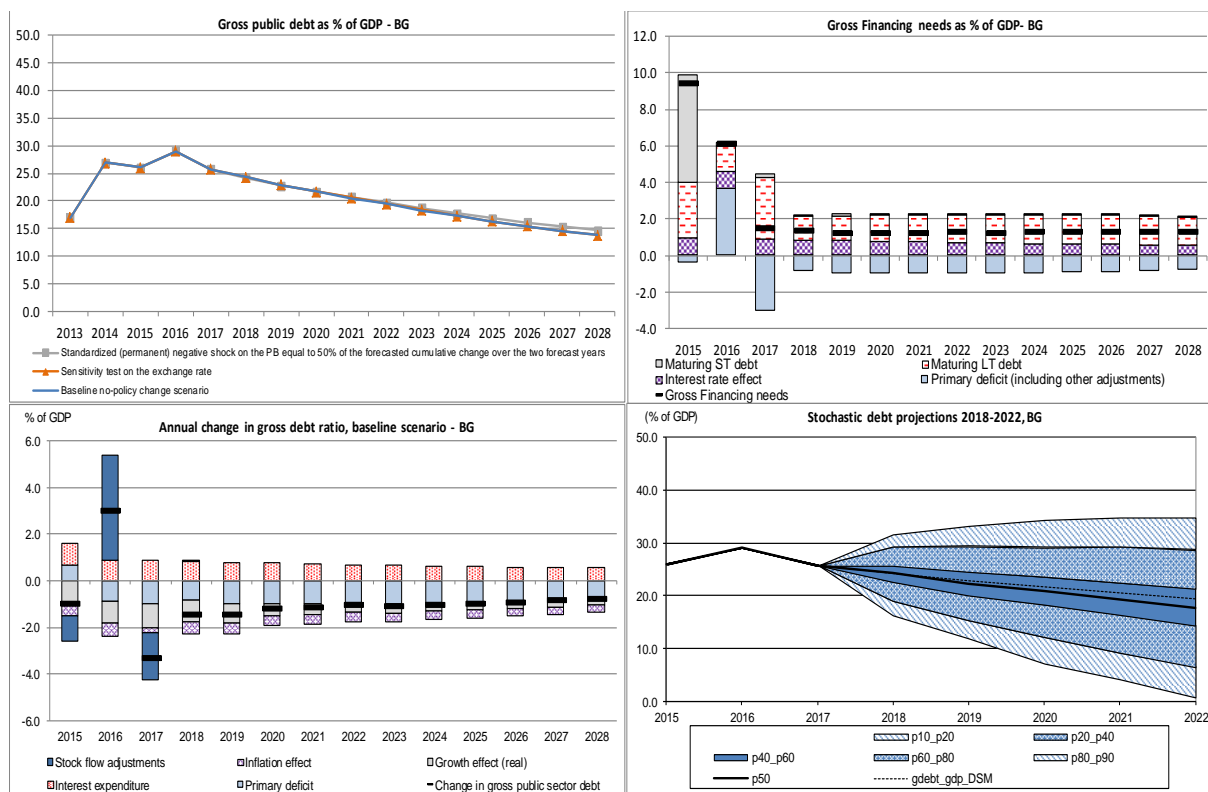 Gross public debt as % of GDP - BG
50.0
45.0
40.0
35.0
30.0
25.0
20.0
15.0
10.0
5.0
0.0
2013 2014 2015 2016 2017 2018 2019 2020 2021 2022 2023 2024 2025 2026 2027 2028
Standardized (permanent) negative shock on the PB equal to 50% of the forecasted cumulative change over the two forecast years
Sensitivity test on the exchange rate
Baseline no-policy change scenario
Gross Financing needs as % of GDP- BG
12.0
10.0
8.0
6.0
4.0
2.0
0.0
-2.0
-4.0
2015 2016 2017 2018 2019 2020 2021 2022 2023 2024 2025 2026 2027 2028
Maturing ST debt Maturing LT debt
Interest rate effect Primary deficit (including other adjustments)
Gross Financing needs
% of GDP
Annual change in gross debt ratio, baseline scenario - BG
6.0
4.0
2.0
0.0
-2.0
-4.0
-6.0
2015 2016 2017 2018 2019 2020 2021 2022 2023 2024 2025 2026 2027 2028
Stock flow adjustments Inflation effect Growth effect (real)
Interest expenditure Primary deficit Change in gross public sector debt
(% of GDP)
Stochastic debt projections 2018-2022, BG
50.0
40.0
30.0
20.0
10.0
0.0
2015 2016 2017 2018 2019 2020 2021 2022
p10_p20 p20_p40
p40_p60 p60_p80 p80_p90
p50 gdebt_gdp_DSM